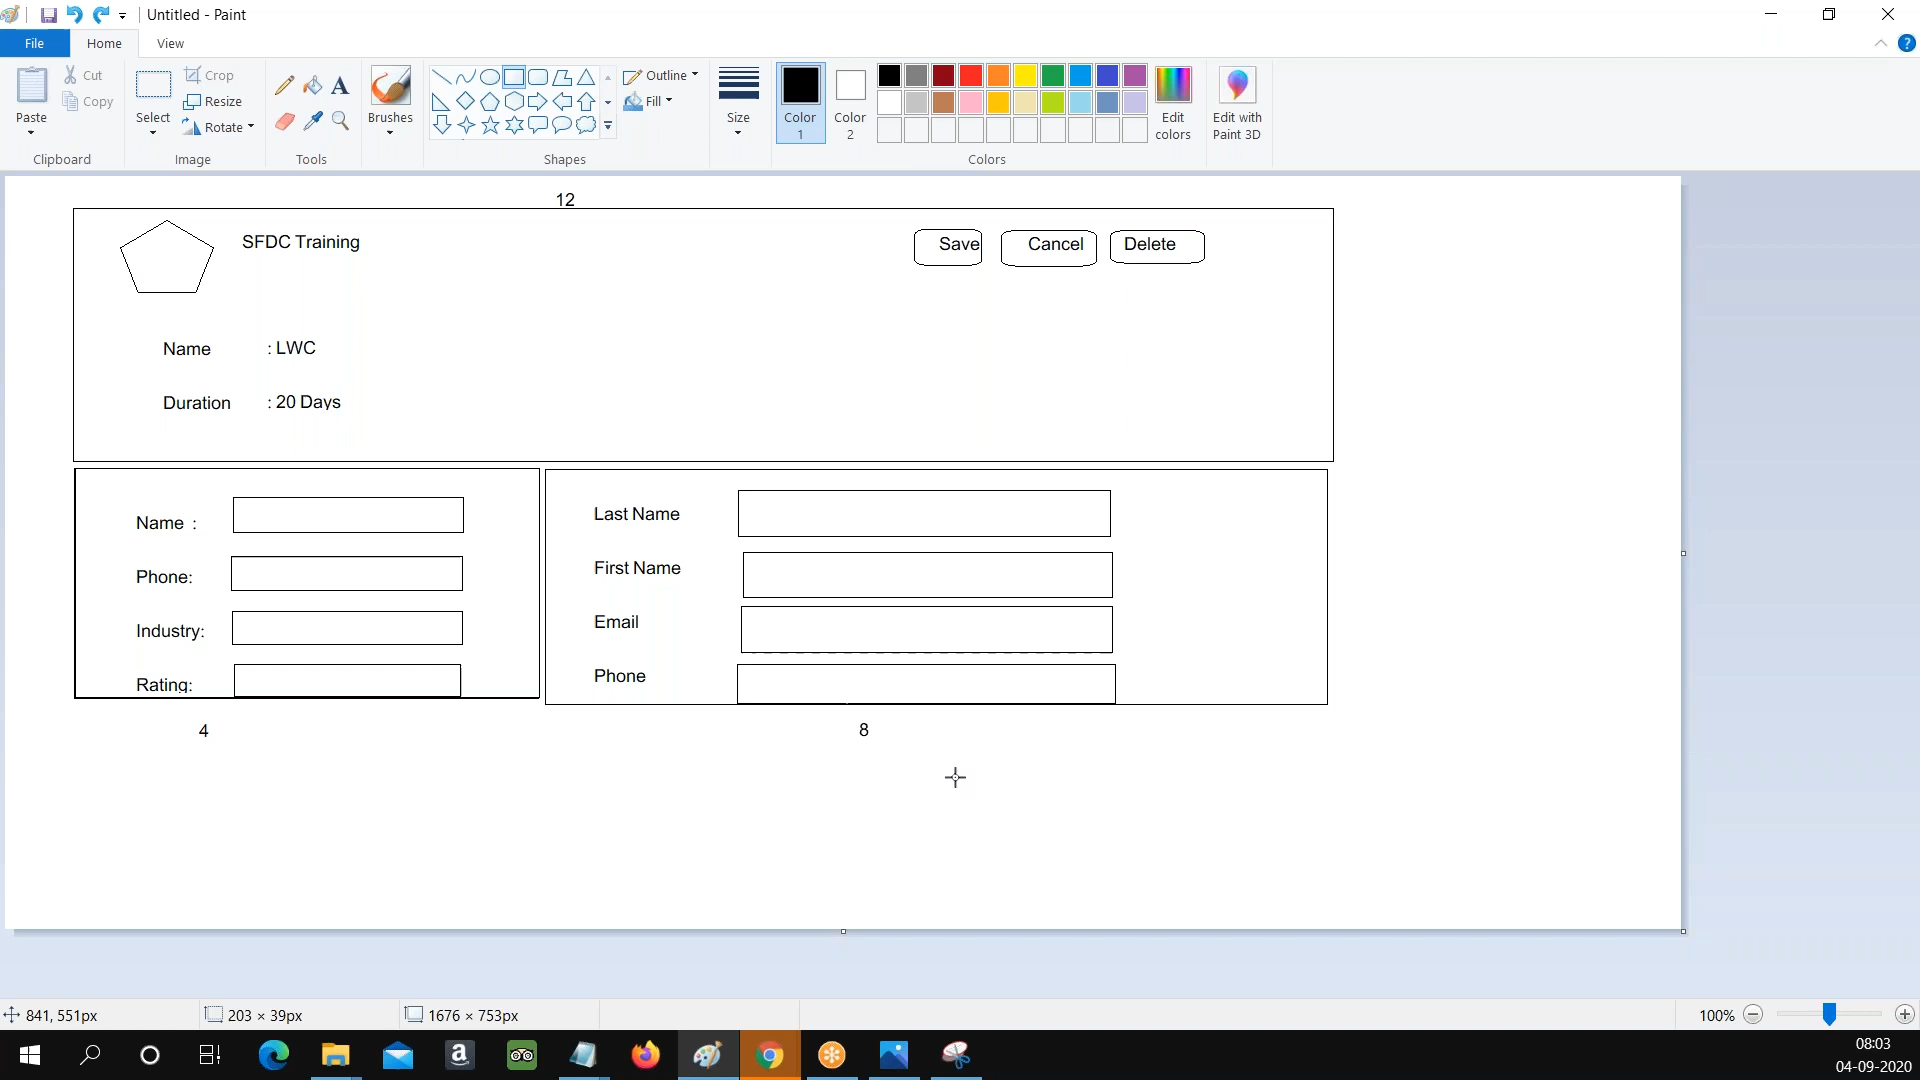 Untitled - Paint
File Home View
Paste
Cut
Copy
Clipboard
Select
Crop
Resize
Rotate
Image
Tools
Brushes
Shapes
Outline
Fill
Size
Color 1
Color 2
Colors
Edit colors
Edit with Paint 3D
12
SFDC Training
Save Cancel Delete
Name : LWC
Duration : 20 Days
Name :
Phone:
Industry:
Rating:
Last Name
First Name
Email
Phone
4
8
841, 551px
203 × 39px
1676 × 753px
100%
08:03
04-09-2020